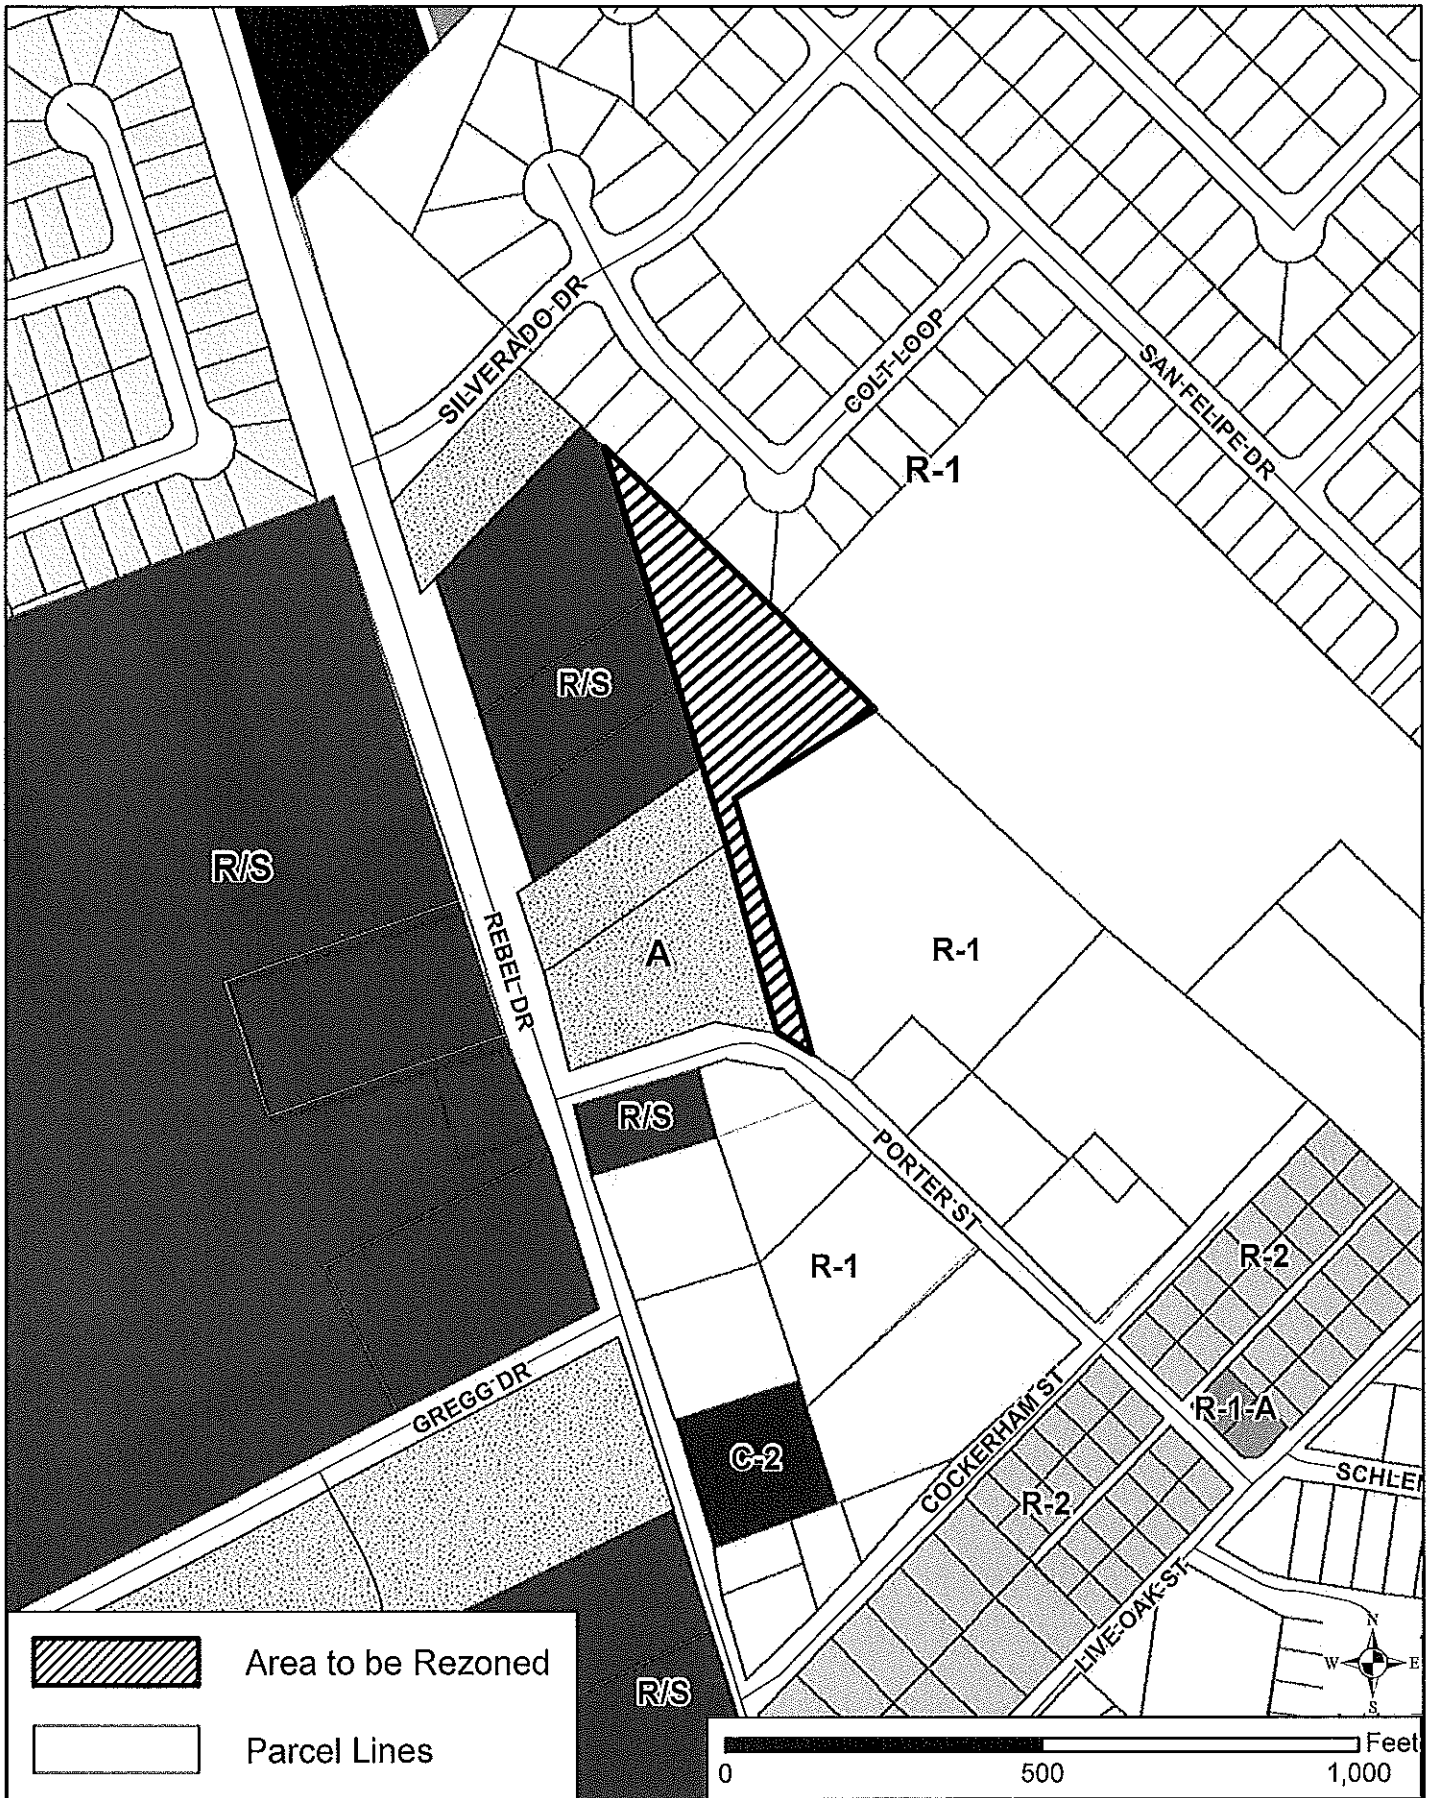 SILVERADO DR
COLT LOOP
SAN FELIPE DR
R-1
R/S
R/S
REBEL DR
A
R-1
R/S
PORTER ST
R-1
R-2
GREGG DR
R-1-A
C-2
COCKERHAM ST
R-2
SCHLE
LIVE OAK ST
N
W
E
S
Area to be Rezoned
R/S
Parcel Lines
Feet
0 500 1,000